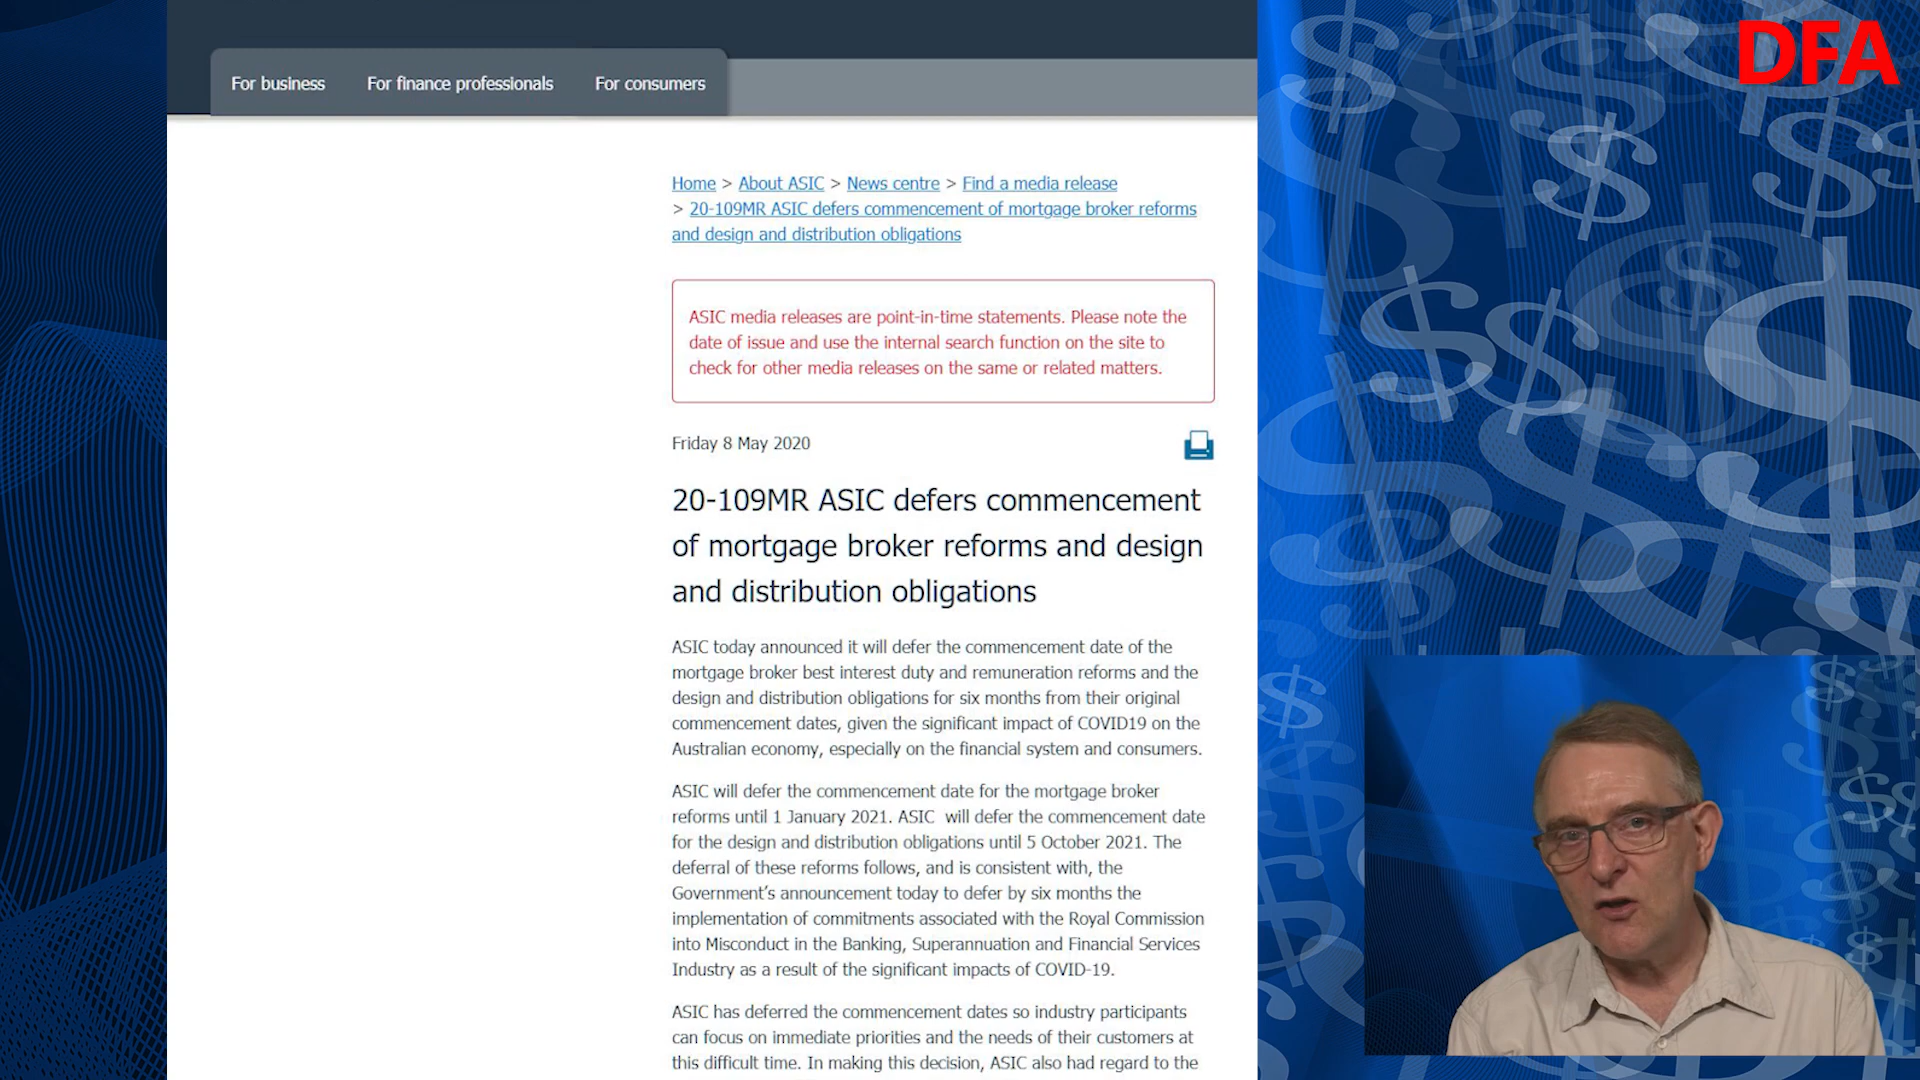 DFA
For business For finance professionals For consumers
Home > About ASIC > News centre > Find a media release
> 20-109MR ASIC defers commencement of mortgage broker reforms
and design and distribution obligations
ASIC media releases are point-in-time statements. Please note the
date of issue and use the internal search function on the site to
check for other media releases on the same or related matters.
Friday 8 May 2020
20-109MR ASIC defers commencement
of mortgage broker reforms and design
and distribution obligations
ASIC today announced it will defer the commencement date of the
mortgage broker best interest duty and remuneration reforms and the
design and distribution obligations for six months from their original
commencement dates, given the significant impact of COVID19 on the
Australian economy, especially on the financial system and consumers.
ASIC will defer the commencement date for the mortgage broker
reforms until 1 January 2021. ASIC will defer the commencement date
for the design and distribution obligations until 5 October 2021. The
deferral of these reforms follows, and is consistent with, the
Government's announcement today to defer by six months the
implementation of commitments associated with the Royal Commission
into Misconduct in the Banking, Superannuation and Financial Services
Industry as a result of the significant impacts of COVID-19.
ASIC has deferred the commencement dates so industry participants
can focus on immediate priorities and the needs of their customers at
this difficult time. In making this decision, ASIC also had regard to the